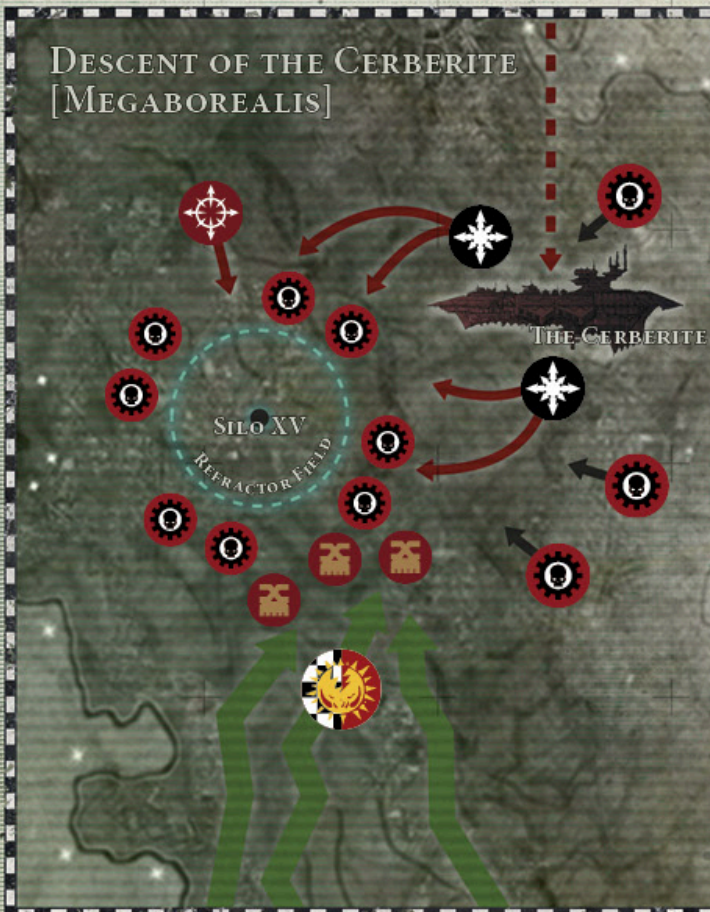 Descent of the Cerberite
[Megaborealis]
The Cerberite
Silo XV
Refractor Field